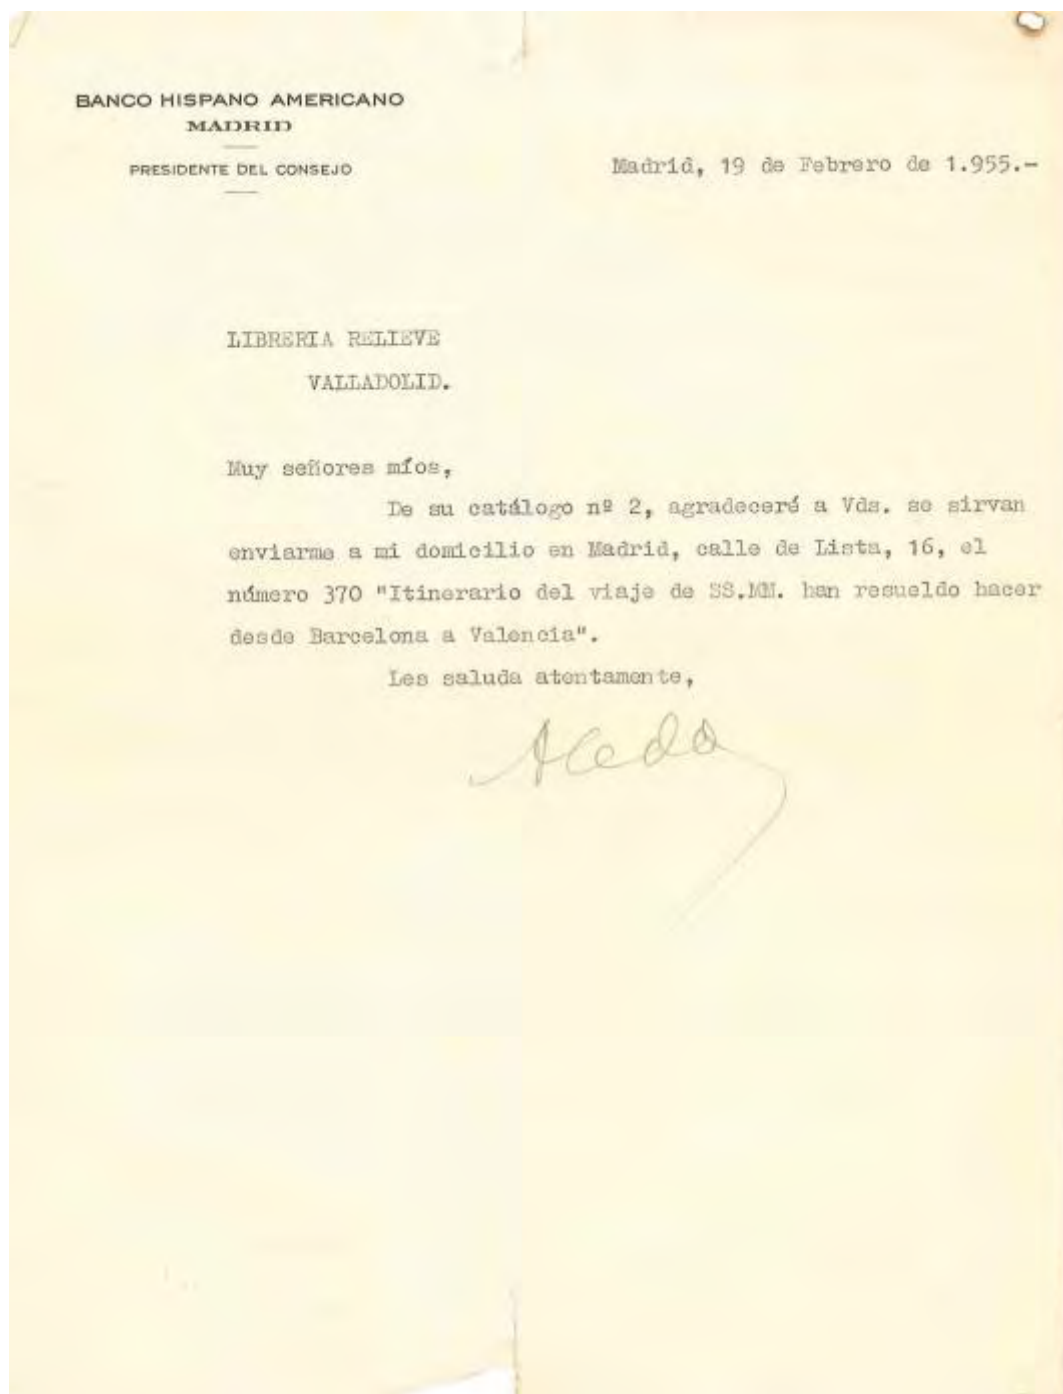 BANCO HISPANO AMERICANO
MADRID
PRESIDENTE DEL CONSEJO
Madrid, 19 de Febrero de 1.955.-
LIBRERIA RELIEVE
VALLADOLID.
Muy señores míos,
De su catálogo nº 2, agradeceré a Vds. se sirvan
enviarme a mi domicilio en Madrid, calle de Lista, 16, el
número 370 "Itinerario del viaje de SS.MM. han resueldo hacer
desde Barcelona a Valencia".
Les saluda atentamente,
Aledo